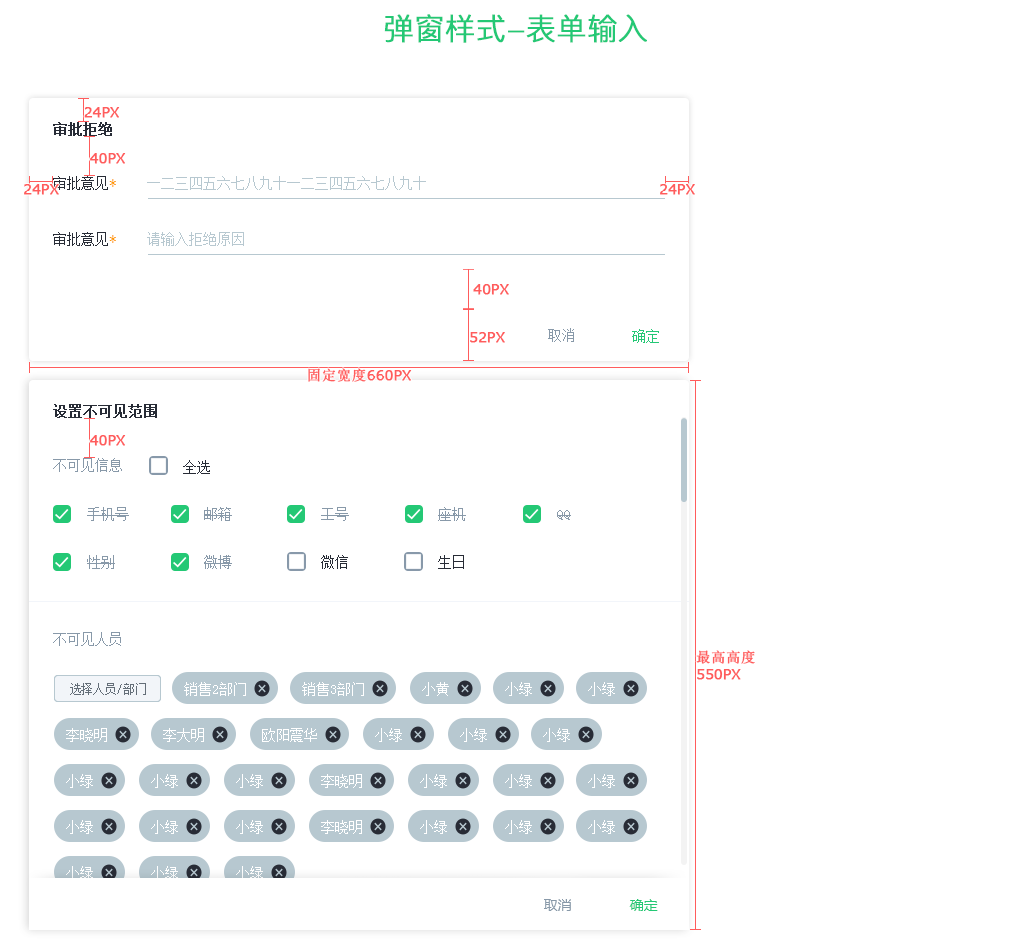 弹窗样式–表单输入
24PX
审批拒绝
40PX
24PX 审批意见* 一二三四五六七八九十一二三四五六七八九十 24PX
审批意见* 请输入拒绝原因
40PX
52PX 取消 确定
固定宽度660PX
设置不可见范围
40PX
不可见信息 全选
手机号 邮箱 工号 座机 QQ
性别 微博 微信 生日
不可见人员
最高高度
550PX
选择人员/部门 销售2部门 销售3部门 小黄 小绿 小绿
李晓明 李大明 欧阳震华 小绿 小绿 小绿
小绿 小绿 小绿 李晓明 小绿 小绿 小绿
小绿 小绿 小绿 李晓明 小绿 小绿 小绿
小绿 小绿 小绿
取消 确定